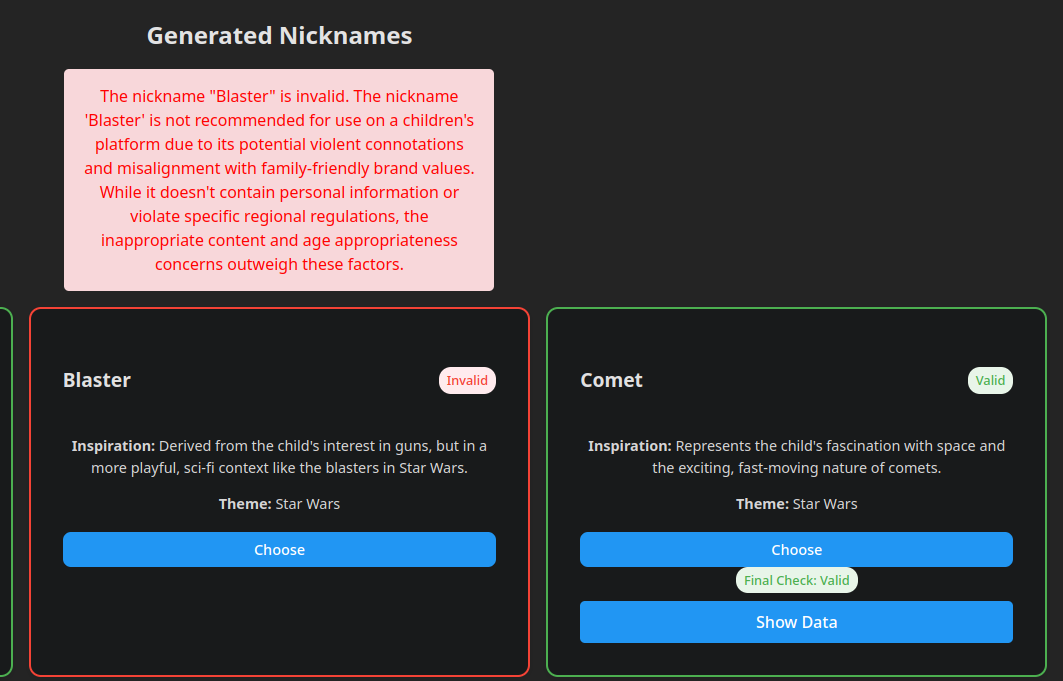 Generated Nicknames
The nickname "Blaster" is invalid. The nickname
'Blaster' is not recommended for use on a children's
platform due to its potential violent connotations
and misalignment with family-friendly brand values.
While it doesn't contain personal information or
violate specific regional regulations, the
inappropriate content and age appropriateness
concerns outweigh these factors.
Blaster
Invalid
Inspiration: Derived from the child's interest in guns, but in a
more playful, sci-fi context like the blasters in Star Wars.
Theme: Star Wars
Choose
Comet
Valid
Inspiration: Represents the child's fascination with space and
the exciting, fast-moving nature of comets.
Theme: Star Wars
Choose
Final Check: Valid
Show Data